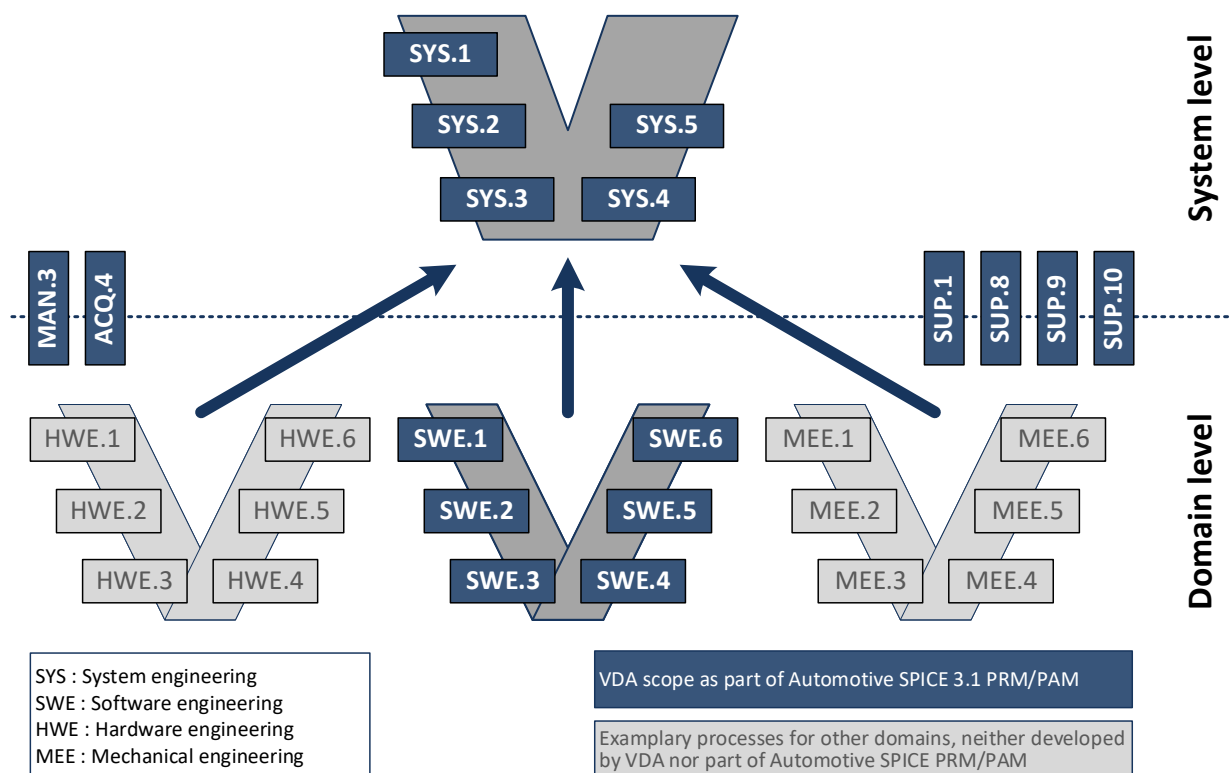 SYS.1
SYS.2
SYS.5
SYS.3
SYS.4
System level
MAN.3
ACQ.4
SUP.1
SUP.8
SUP.9
SUP.10
HWE.1
HWE.6
SWE.1
SWE.6
MEE.1
MEE.6
HWE.2
HWE.5
SWE.2
SWE.5
MEE.2
MEE.5
HWE.3
HWE.4
SWE.3
SWE.4
MEE.3
MEE.4
Domain level
SYS : System engineering
SWE : Software engineering
HWE : Hardware engineering
MEE : Mechanical engineering
VDA scope as part of Automotive SPICE 3.1 PRM/PAM
Examplary processes for other domains, neither developed
by VDA nor part of Automotive SPICE PRM/PAM